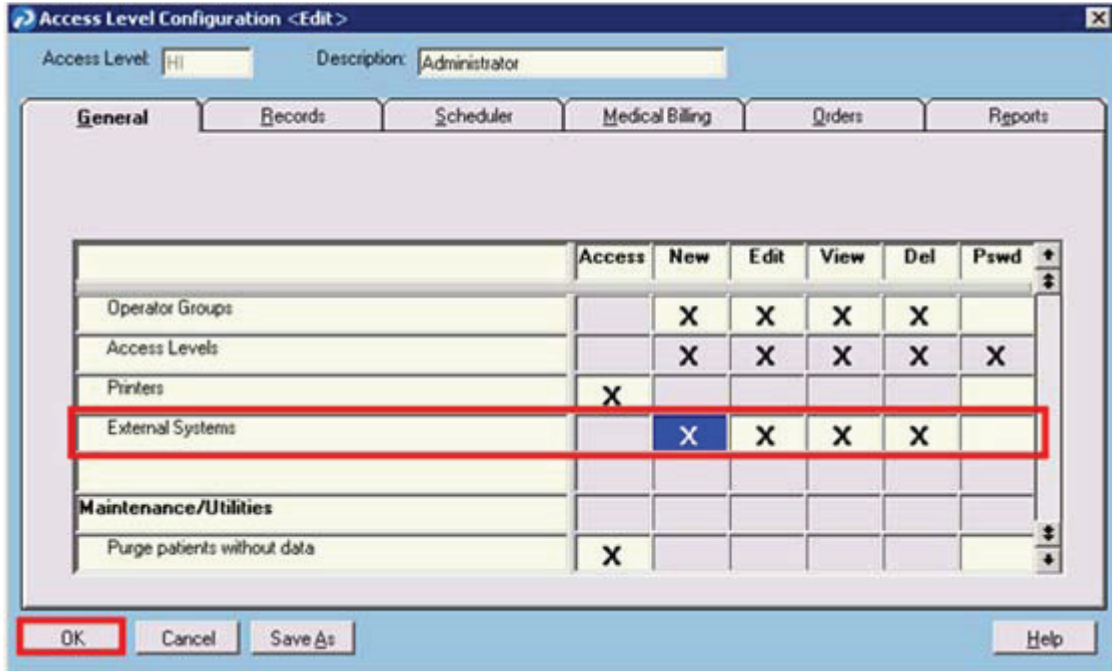 Access Level Configuration <Edit>
Access Level: HI Description: Administrator
General Records Scheduler Medical Billing Orders Reports
Access New Edit View Del Pswd
Operator Groups X X X X
Access Levels X X X X X
Printers X
External Systems X X X X
Maintenance/Utilities
Purge patients without data X
OK Cancel Save As Help